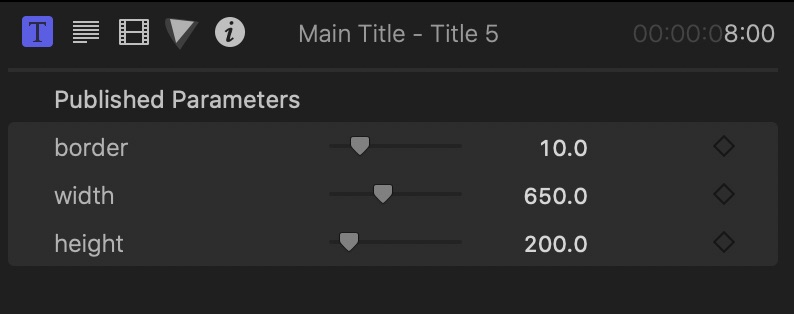 T i Main Title - Title 5 00:00:08:00
Published Parameters
border 10.0
width 650.0
height 200.0